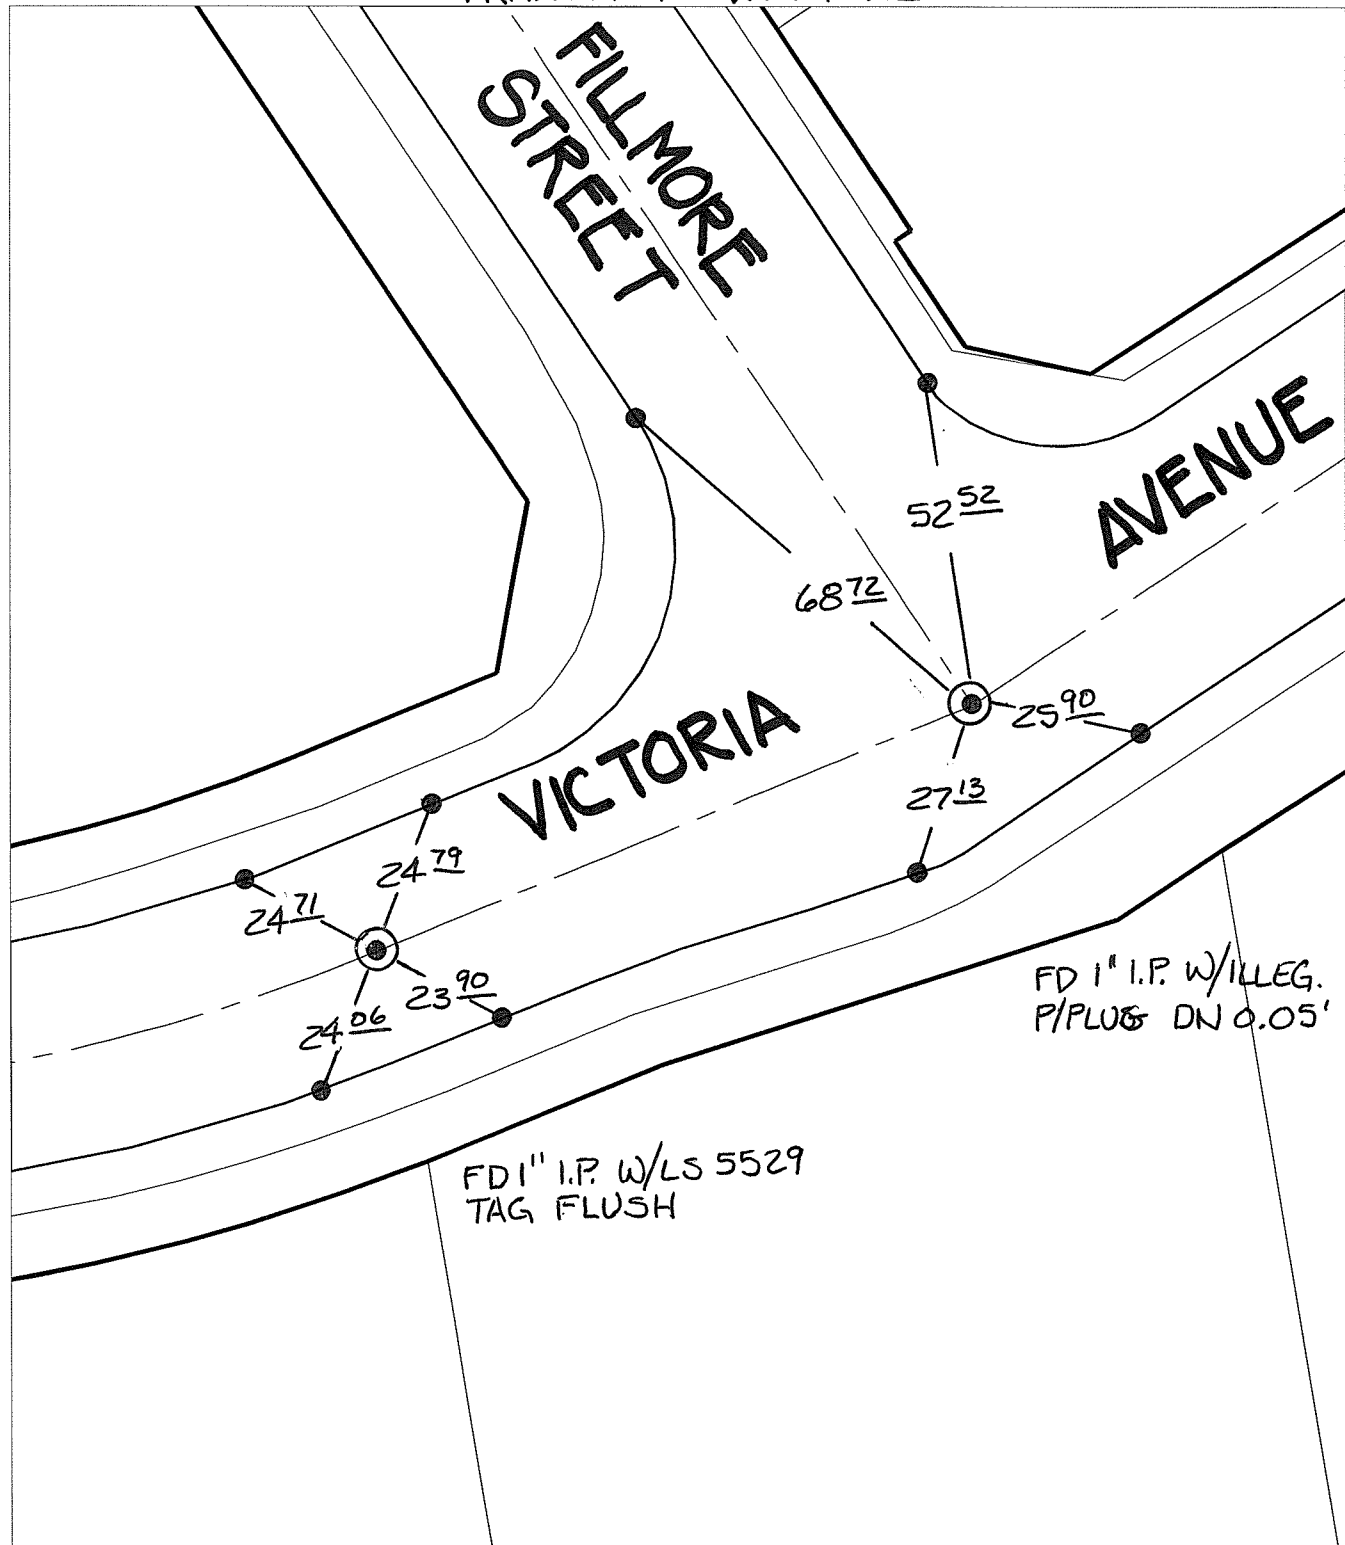 FILLMORE
STREET
AVENUE
52 52
68 72
25 90
VICTORIA
27 13
24 79
24 71
23 90
24 06
FD 1" I.P. W/ILLEG.
P/PLUG DN 0.05'
FD 1" I.P. W/LS 5529
TAG FLUSH